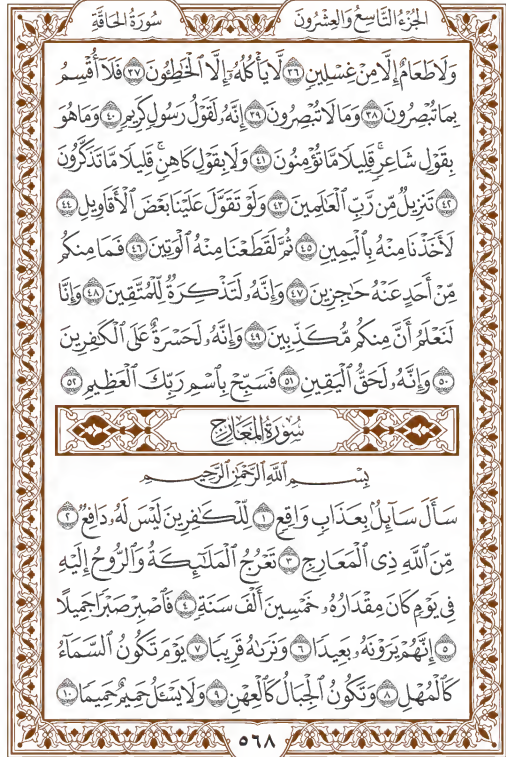 الجُزْءُ التَّاسِعُ وَالعِشْرُونَ
سُورَةُ الحَاقَّةِ
وَلَا طَعَامٌ إِلَّا مِنْ غِسْلِينٍ ٣٦ لَّا يَأْكُلُهُۥٓ إِلَّا ٱلْخَٰطِـُٔونَ ٣٧ فَلَآ أُقْسِمُ
بِمَا تُبْصِرُونَ ٣٨ وَمَا لَا تُبْصِرُونَ ٣٩ إِنَّهُۥ لَقَوْلُ رَسُولٍ كَرِيمٍ ٤٠ وَمَا هُوَ
بِقَوْلِ شَاعِرٍۚ قَلِيلًا مَّا تُؤْمِنُونَ ٤١ وَلَا بِقَوْلِ كَاهِنٍۚ قَلِيلًا مَّا تَذَكَّرُونَ
٤٢ تَنزِيلٌ مِّن رَّبِّ ٱلْعَٰلَمِينَ ٤٣ وَلَوْ تَقَوَّلَ عَلَيْنَا بَعْضَ ٱلْأَقَاوِيلِ ٤٤
لَأَخَذْنَا مِنْهُ بِٱلْيَمِينِ ٤٥ ثُمَّ لَقَطَعْنَا مِنْهُ ٱلْوَتِينَ ٤٦ فَمَا مِنكُم
مِّنْ أَحَدٍ عَنْهُ حَٰجِزِينَ ٤٧ وَإِنَّهُۥ لَتَذْكِرَةٌ لِّلْمُتَّقِينَ ٤٨ وَإِنَّا
لَنَعْلَمُ أَنَّ مِنكُم مُّكَذِّبِينَ ٤٩ وَإِنَّهُۥ لَحَسْرَةٌ عَلَى ٱلْكَٰفِرِينَ
٥٠ وَإِنَّهُۥ لَحَقُّ ٱلْيَقِينِ ٥١ فَسَبِّحْ بِٱسْمِ رَبِّكَ ٱلْعَظِيمِ ٥٢
سُورَةُ المَعَارِجِ
بِسْمِ ٱللَّهِ ٱلرَّحْمَٰنِ ٱلرَّحِيمِ
سَأَلَ سَآئِلٌۢ بِعَذَابٍ وَاقِعٍ ١ لِّلْكَٰفِرِينَ لَيْسَ لَهُۥ دَافِعٌ ٢
مِّنَ ٱللَّهِ ذِى ٱلْمَعَارِجِ ٣ تَعْرُجُ ٱلْمَلَٰٓئِكَةُ وَٱلرُّوحُ إِلَيْهِ
فِى يَوْمٍ كَانَ مِقْدَارُهُۥ خَمْسِينَ أَلْفَ سَنَةٍ ٤ فَٱصْبِرْ صَبْرًا جَمِيلًا
٥ إِنَّهُمْ يَرَوْنَهُۥ بَعِيدًا ٦ وَنَرَىٰهُ قَرِيبًا ٧ يَوْمَ تَكُونُ ٱلسَّمَآءُ
كَٱلْمُهْلِ ٨ وَتَكُونُ ٱلْجِبَالُ كَٱلْعِهْنِ ٩ وَلَا يَسْـَٔلُ حَمِيمٌ حَمِيمًا ١٠
٥٦٨